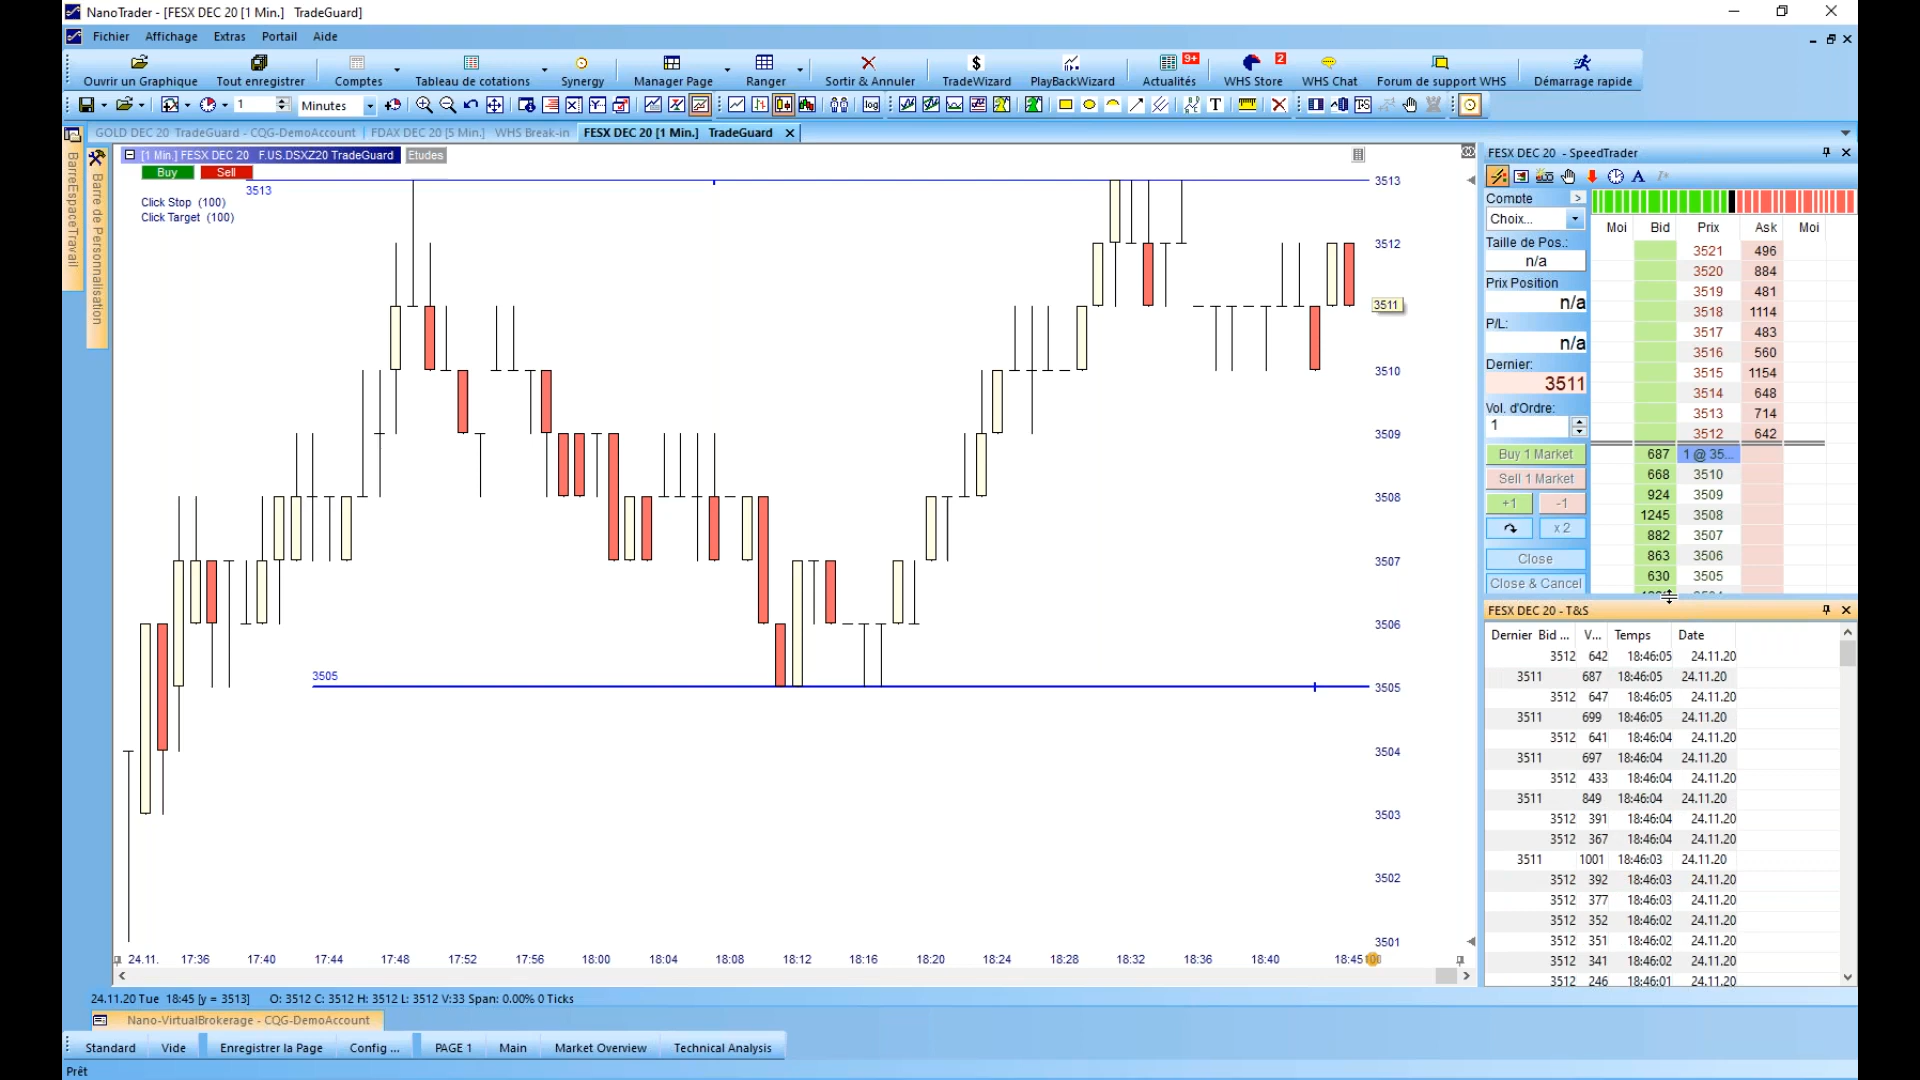 NanoTrader - [FESX DEC 20 [1 Min.]   TradeGuard]
Fichier Affichage Extras Portail Aide
Ouvrir un Graphique Tout enregistrer Comptes Tableau de cotations Synergy Manager Page Ranger Sortir & Annuler TradeWizard PlayBackWizard Actualités 9+ WHS Store 2 WHS Chat Forum de support WHS Démarrage rapide
1 Minutes
GOLD DEC 20 TradeGuard - CQG-DemoAccount FDAX DEC 20 [5 Min.] WHS Break-in FESX DEC 20 [1 Min.] TradeGuard
BarreEspaceTravail
Barre de Personnalisation
[1 Min.] FESX DEC 20 F.US.DSXZ20 TradeGuard Etudes
Buy Sell
3513
Click Stop (100)
Click Target (100)
3505
3513
3512
3511
3510
3509
3508
3507
3506
3505
3504
3503
3502
3501
24.11. 17:36 17:40 17:44 17:48 17:52 17:56 18:00 18:04 18:08 18:12 18:16 18:20 18:24 18:28 18:32 18:36 18:40 18:45
FESX DEC 20 - SpeedTrader
Compte >
Choix...
Taille de Pos.:
n/a
Prix Position
n/a
P/L:
n/a
Dernier:
3511
Vol. d'Ordre:
1
Buy 1 Market
Sell 1 Market
+1 -1
x 2
Close
Close & Cancel
Moi Bid Prix Ask Moi
3521 496
3520 884
3519 481
3518 1114
3517 483
3516 560
3515 1154
3514 648
3513 714
3512 642
687 1 @ 35...
668 3510
924 3509
1245 3508
882 3507
863 3506
630 3505
FESX DEC 20 - T&S
Dernier Bid ... V... Temps Date
3512 642 18:46:05 24.11.20
3511 687 18:46:05 24.11.20
3512 647 18:46:05 24.11.20
3511 699 18:46:05 24.11.20
3512 641 18:46:04 24.11.20
3511 697 18:46:04 24.11.20
3512 433 18:46:04 24.11.20
3511 849 18:46:04 24.11.20
3512 391 18:46:04 24.11.20
3512 367 18:46:04 24.11.20
3511 1001 18:46:03 24.11.20
3512 392 18:46:03 24.11.20
3512 377 18:46:03 24.11.20
3512 352 18:46:02 24.11.20
3512 351 18:46:02 24.11.20
3512 341 18:46:02 24.11.20
3512 246 18:46:01 24.11.20
24.11.20 Tue 18:45 [y = 3513] O: 3512 C: 3512 H: 3512 L: 3512 V:33 Span: 0.00% 0 Ticks
Nano-VirtualBrokerage - CQG-DemoAccount
Standard Vide Enregistrer la Page Config ... PAGE 1 Main Market Overview Technical Analysis
Prêt